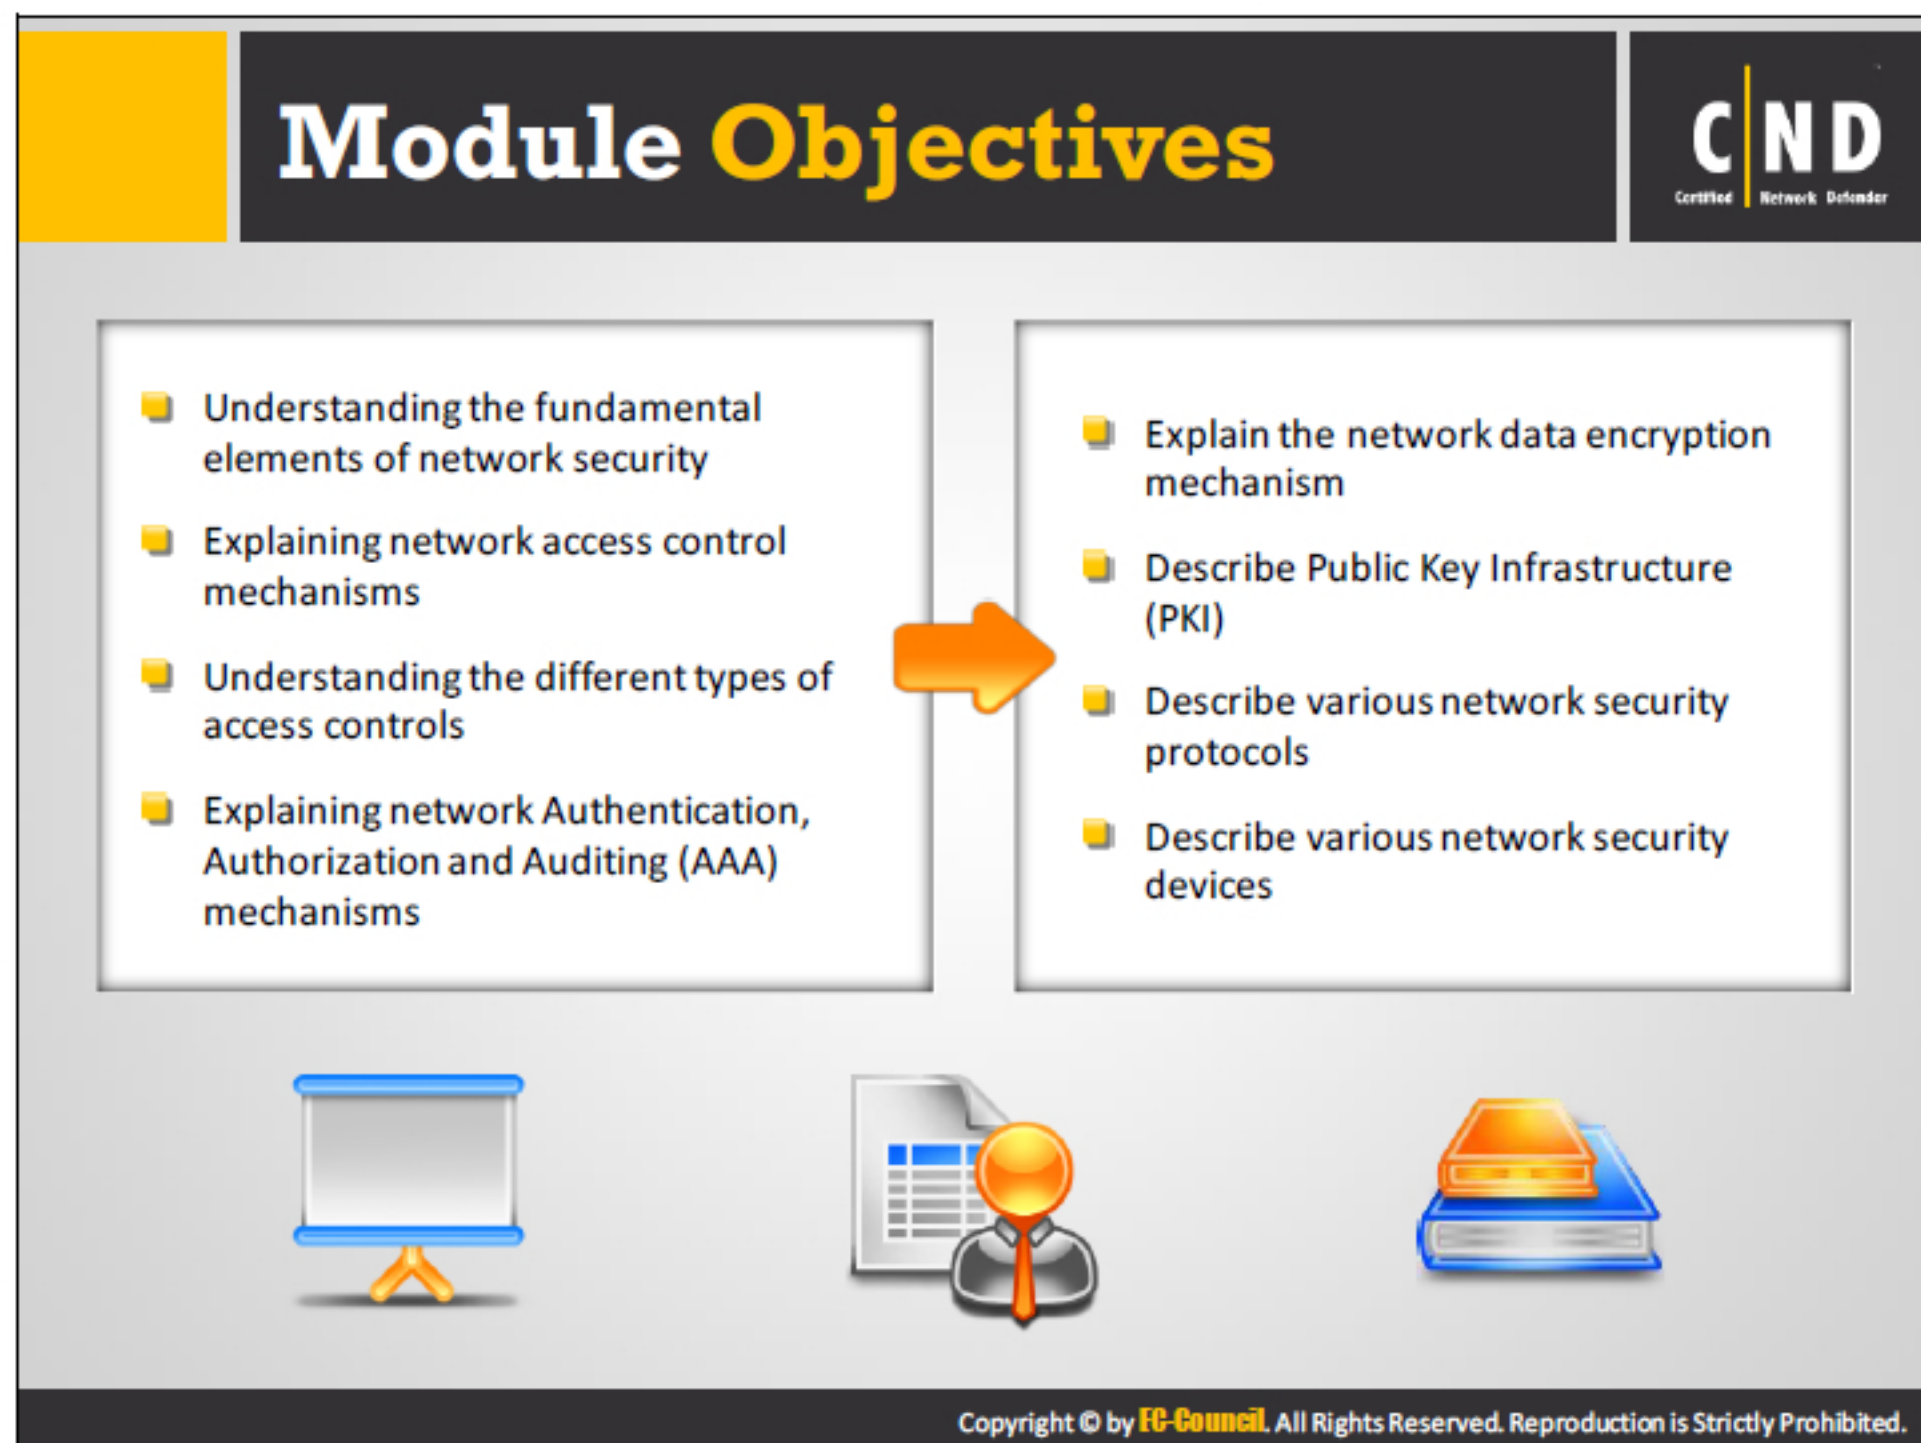 Module Objectives
C|ND
Certified Network Defender
Understanding the fundamental
elements of network security
Explaining network access control
mechanisms
Understanding the different types of
access controls
Explaining network Authentication,
Authorization and Auditing (AAA)
mechanisms
Explain the network data encryption
mechanism
Describe Public Key Infrastructure
(PKI)
Describe various network security
protocols
Describe various network security
devices
Copyright © by EC-Council. All Rights Reserved. Reproduction is Strictly Prohibited.